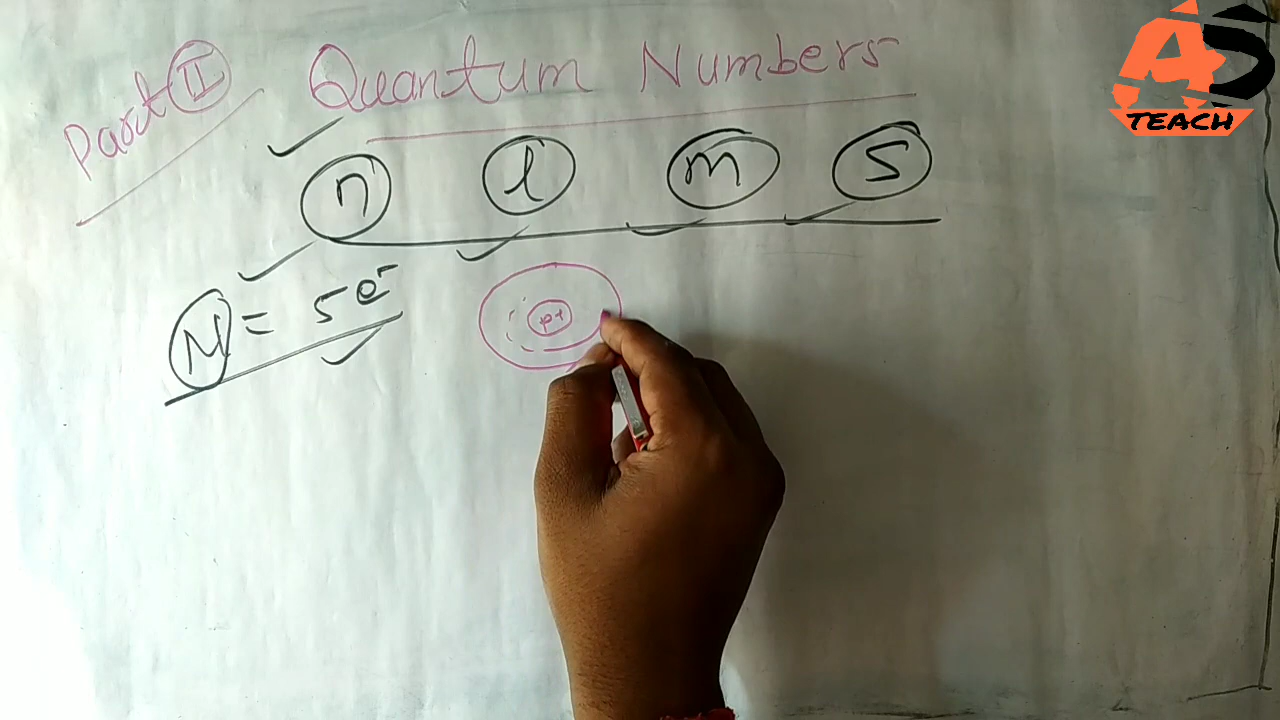 Part II Quantum Numbers
n l m s
N = 5e-
p+
AS
TEACH